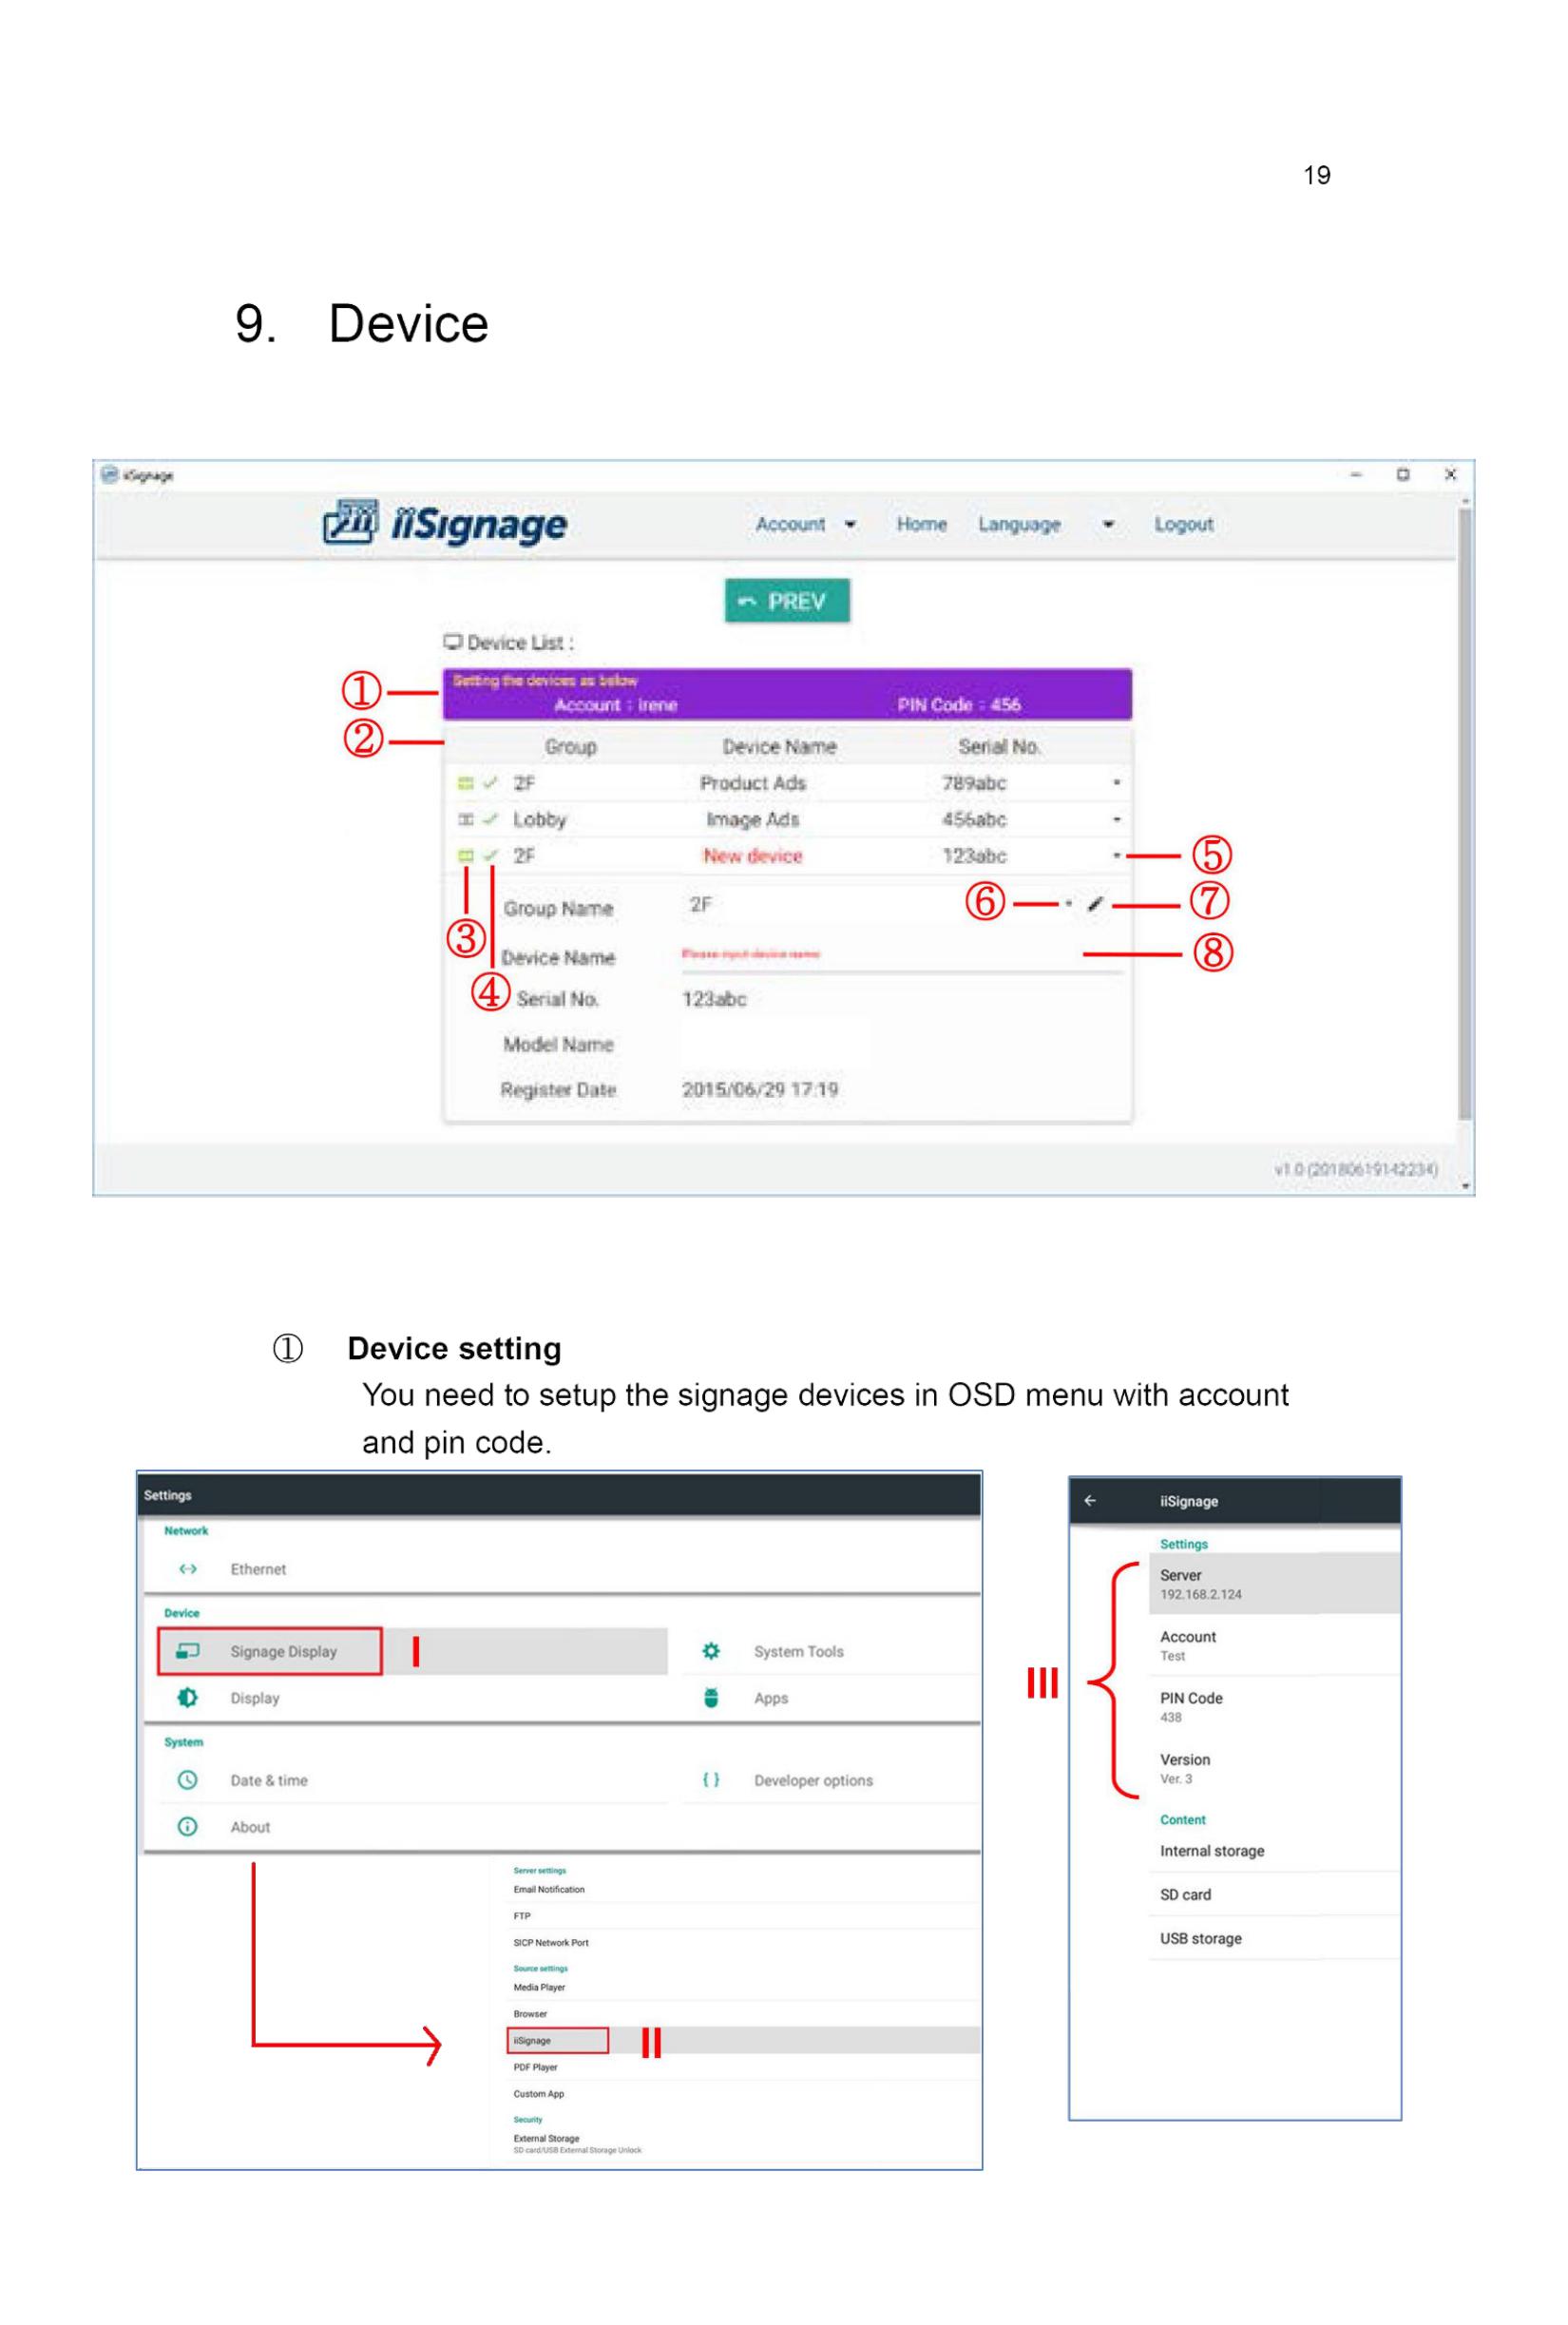 19
9. Device
iiSignage
iiSignage Account Home Language Logout
PREV
Device List :
① Setting the devices as below
Account : Irene PIN Code : 456
② Group Device Name Serial No.
2F Product Ads 789abc
Lobby Image Ads 456abc
2F New device 123abc ⑤
Group Name 2F ⑥ ⑦
③
Device Name Please input device name ⑧
④ Serial No. 123abc
Model Name
Register Date 2015/06/29 17:19
v1.0 (20180619142234)
① Device setting
You need to setup the signage devices in OSD menu with account
and pin code.
Settings
Network
Ethernet
Device
Signage Display I System Tools
Display Apps
System
Date & time { } Developer options
About
Server settings
Email Notification
FTP
SICP Network Port
Source settings
Media Player
Browser
iiSignage II
PDF Player
Custom App
Security
External Storage
SD card/USB External Storage Unlock
iiSignage
Settings
Server
192.168.2.124
Account
Test
III
PIN Code
438
Version
Ver. 3
Content
Internal storage
SD card
USB storage